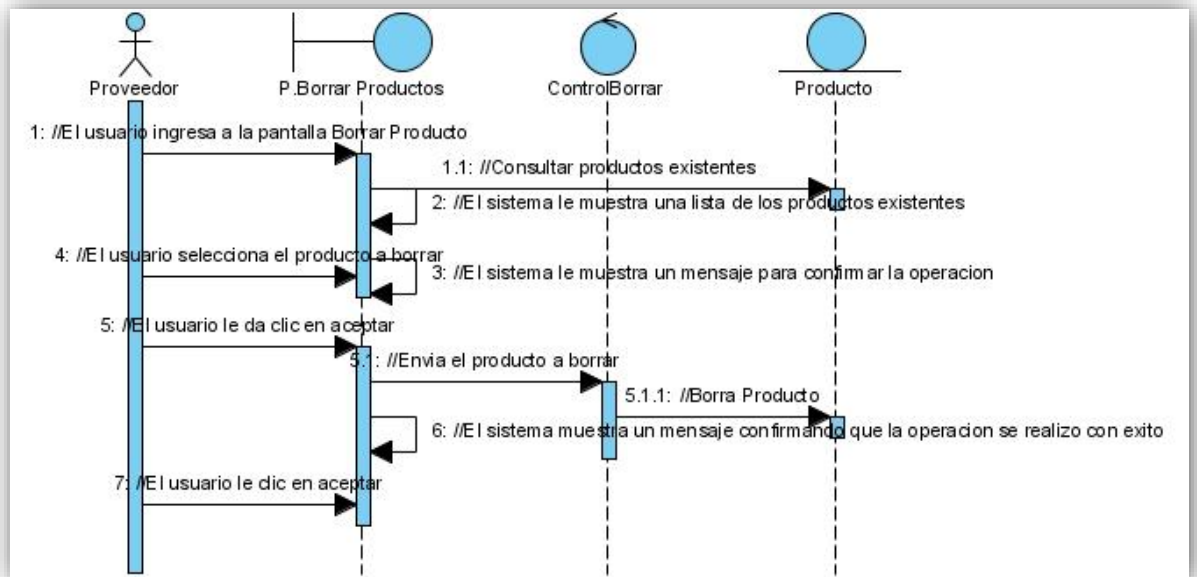 Proveedor
P.Borrar Productos
ControlBorrar
Producto
1: //El usuario ingresa a la pantalla Borrar Producto
1.1: //Consultar productos existentes
2: //El sistema le muestra una lista de los productos existentes
4: //El usuario selecciona el producto a borrar
3: //El sistema le muestra un mensaje para confirmar la operacion
5: //El usuario le da clic en aceptar
5.1: //Envia el producto a borrar
5.1.1: //Borra Producto
6: //El sistema muestra un mensaje confirmando que la operacion se realizo con exito
7: //El usuario le clic en aceptar